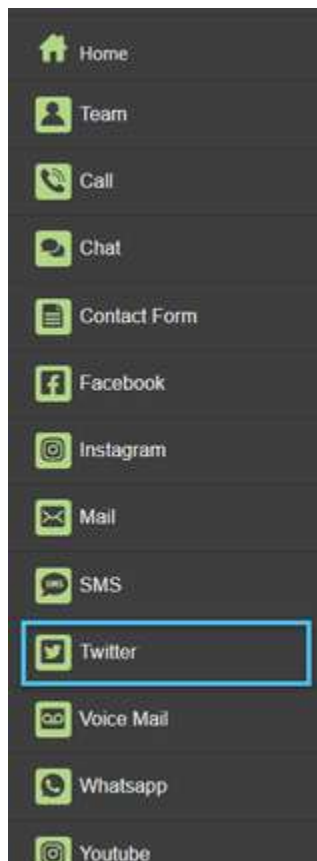 Home
Team
Call
Chat
Contact Form
Facebook
Instagram
Mail
SMS
Twitter
Voice Mail
Whatsapp
Youtube